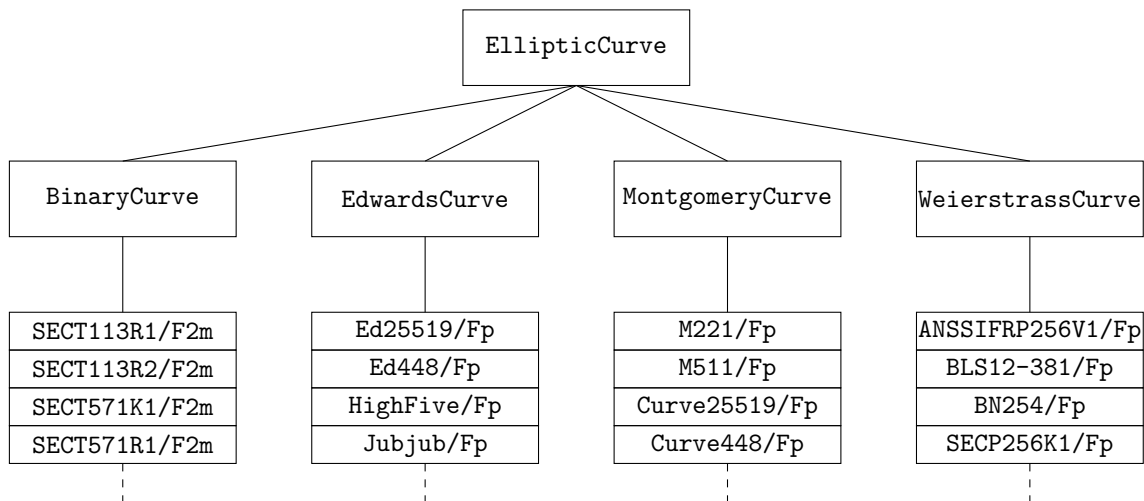 EllipticCurve
BinaryCurve
EdwardsCurve
MontgomeryCurve
WeierstrassCurve
SECT113R1/F2m
SECT113R2/F2m
SECT571K1/F2m
SECT571R1/F2m
Ed25519/Fp
Ed448/Fp
HighFive/Fp
Jubjub/Fp
M221/Fp
M511/Fp
Curve25519/Fp
Curve448/Fp
ANSSIFRP256V1/Fp
BLS12-381/Fp
BN254/Fp
SECP256K1/Fp